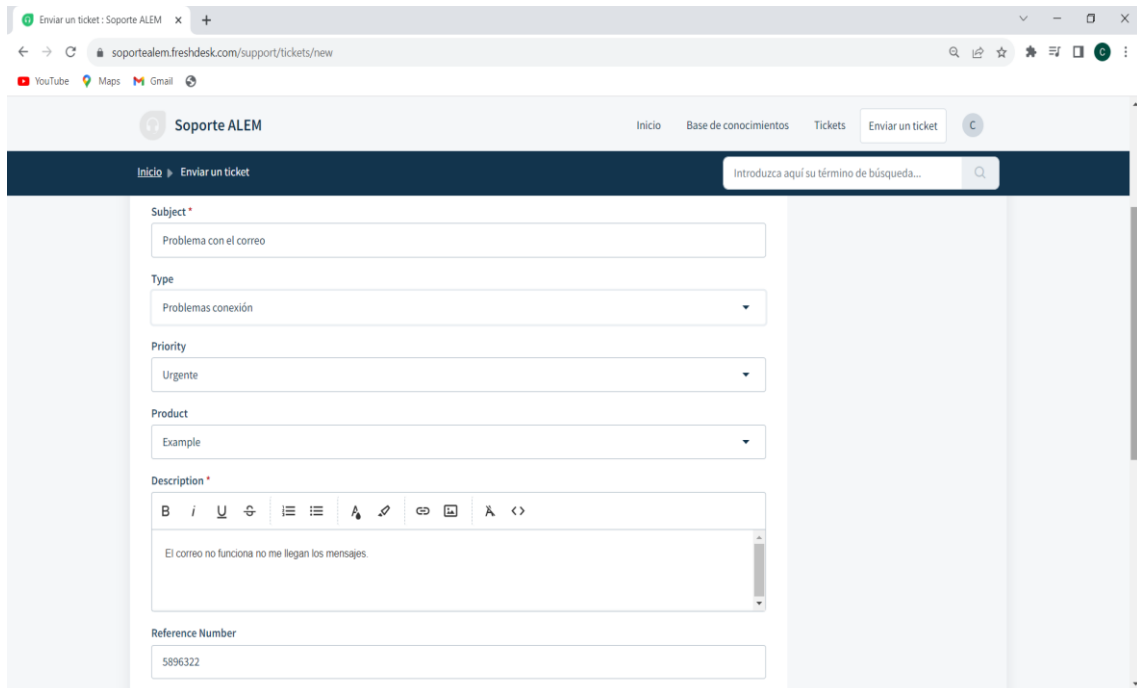 Enviar un ticket : Soporte ALEM
soportealem.freshdesk.com/support/tickets/new
C
YouTube Maps Gmail
Soporte ALEM Inicio Base de conocimientos Tickets Enviar un ticket C
Inicio Enviar un ticket Introduzca aquí su término de búsqueda...
Subject *
Problema con el correo
Type
Problemas conexión
Priority
Urgente
Product
Example
Description *
B i U S A A <>
El correo no funciona no me llegan los mensajes.
Reference Number
5896322